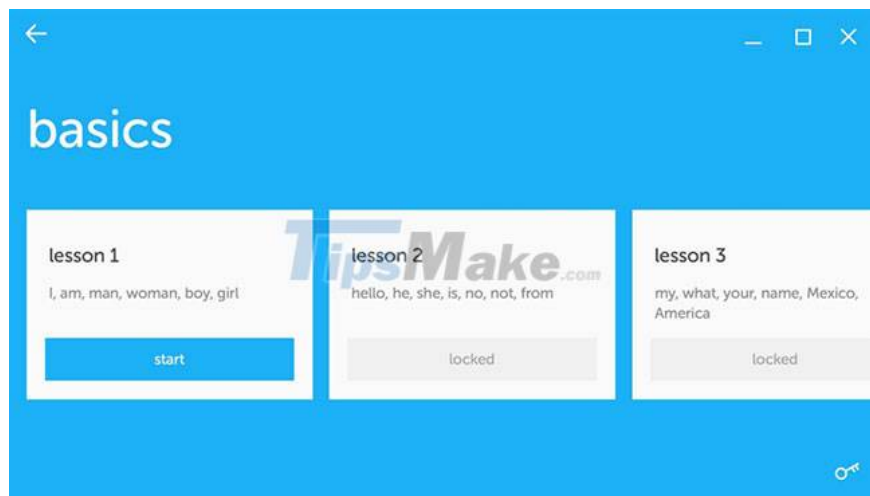 basics
lesson 1
I, am, man, woman, boy, girl
start
lesson 2
hello, he, she, is, no, not, from
locked
lesson 3
my, what, your, name, Mexico,
America
locked
TipsMake.com